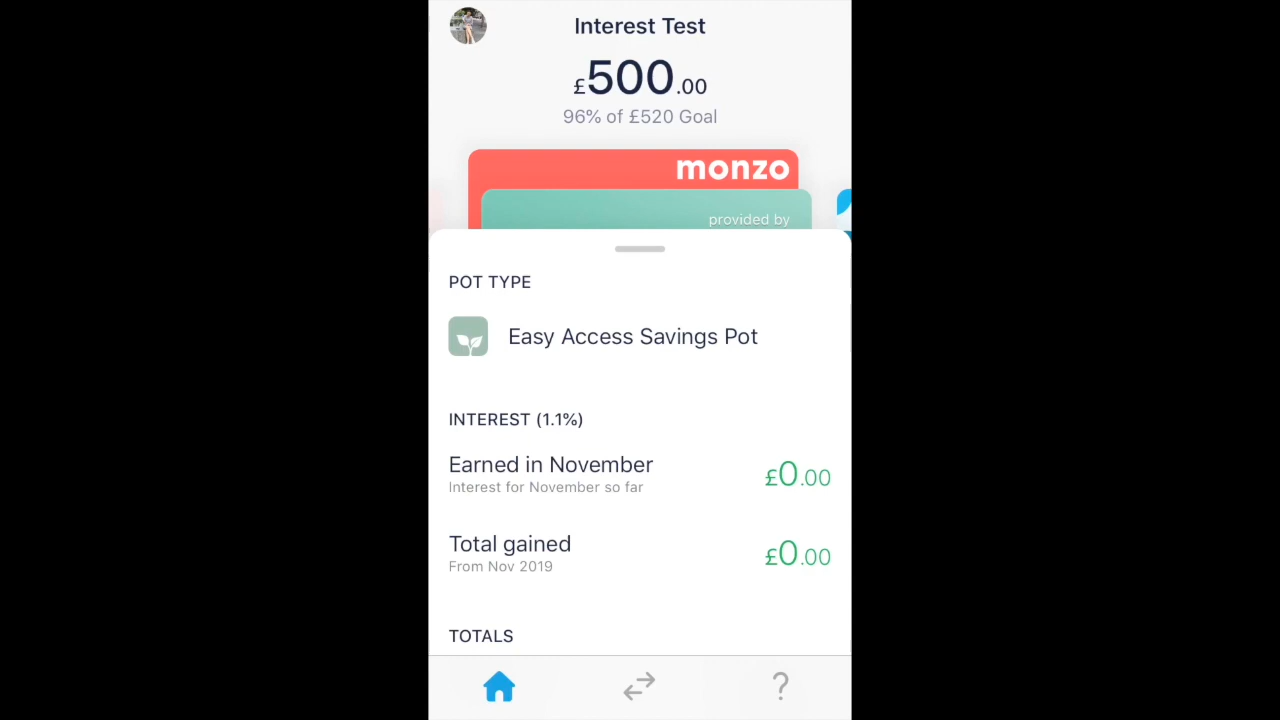 Interest Test
£500.00
96% of £520 Goal
monzo
provided by
POT TYPE
Easy Access Savings Pot
INTEREST (1.1%)
Earned in November
£0.00
Interest for November so far
Total gained
£0.00
From Nov 2019
TOTALS
?